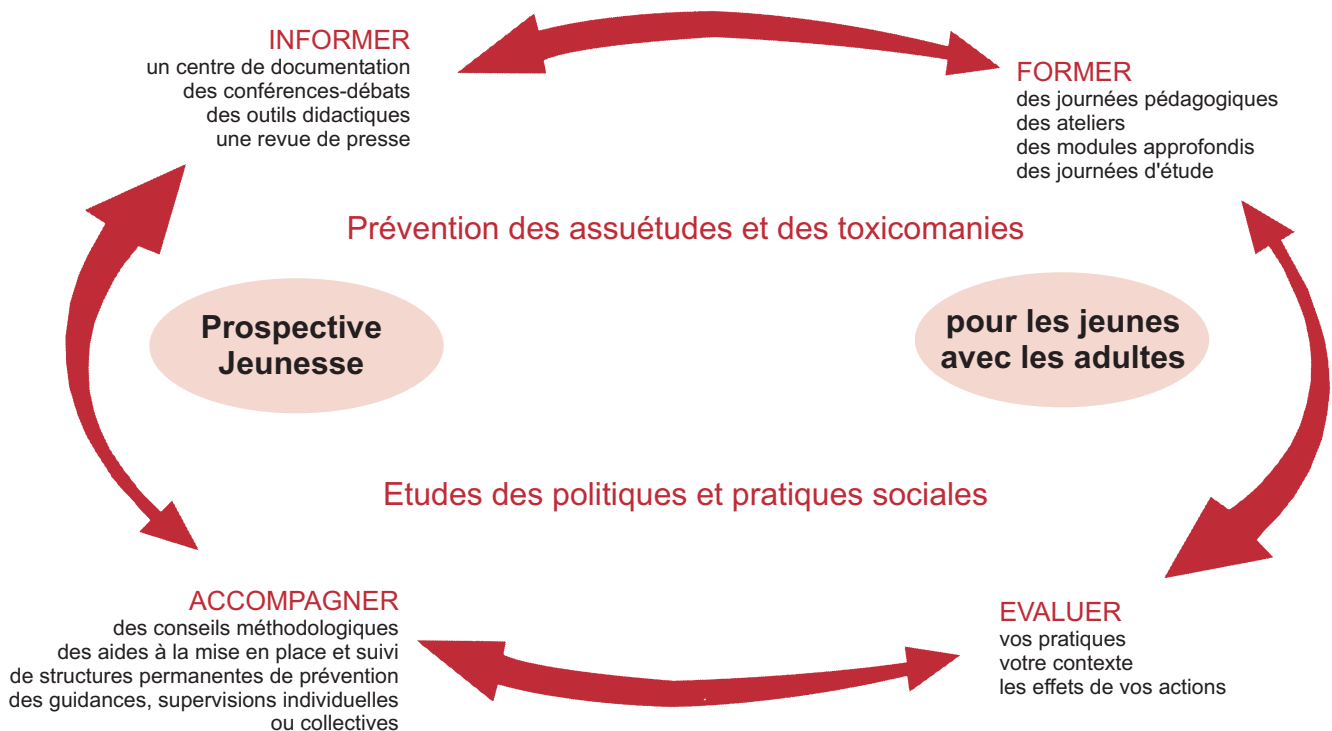 INFORMER
un centre de documentation
des conférences-débats
des outils didactiques
une revue de presse
FORMER
des journées pédagogiques
des ateliers
des modules approfondis
des journées d'étude
Prévention des assuétudes et des toxicomanies
Prospective
Jeunesse
pour les jeunes
avec les adultes
Etudes des politiques et pratiques sociales
ACCOMPAGNER
des conseils méthodologiques
des aides à la mise en place et suivi
de structures permanentes de prévention
des guidances, supervisions individuelles
ou collectives
EVALUER
vos pratiques
votre contexte
les effets de vos actions